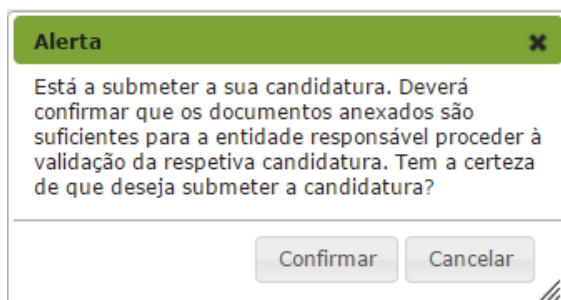 Alerta
Está a submeter a sua candidatura. Deverá
confirmar que os documentos anexados são
suficientes para a entidade responsável proceder à
validação da respetiva candidatura. Tem a certeza
de que deseja submeter a candidatura?
Confirmar Cancelar